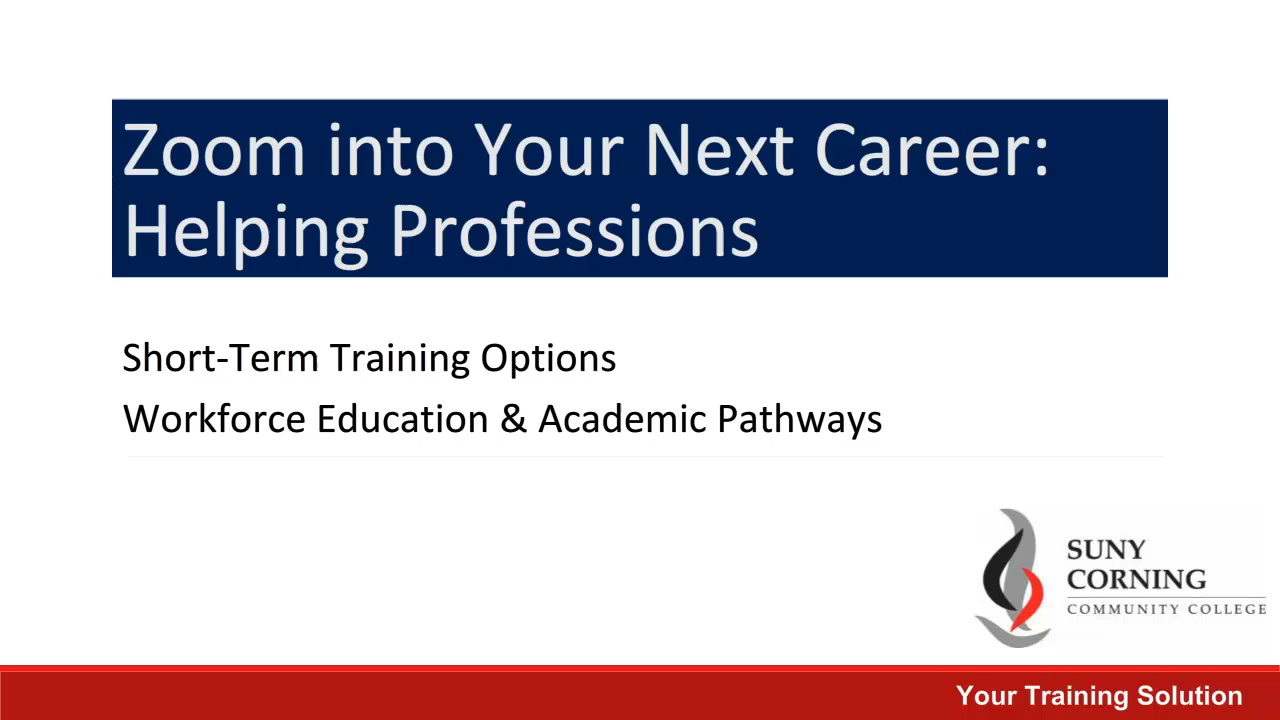 Zoom into Your Next Career:
Helping Professions
Short-Term Training Options
Workforce Education & Academic Pathways
SUNY
CORNING
COMMUNITY COLLEGE
Your Training Solution